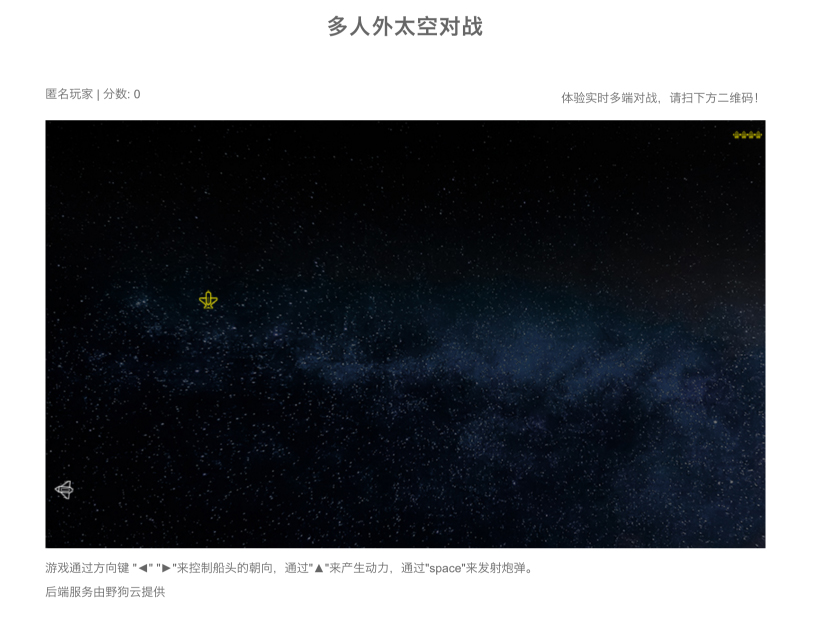 多人外太空对战
匿名玩家 | 分数: 0
体验实时多端对战，请扫下方二维码！
游戏通过方向键 "◀" "▶"来控制船头的朝向，通过"▲"来产生动力，通过"space"来发射炮弹。
后端服务由野狗云提供